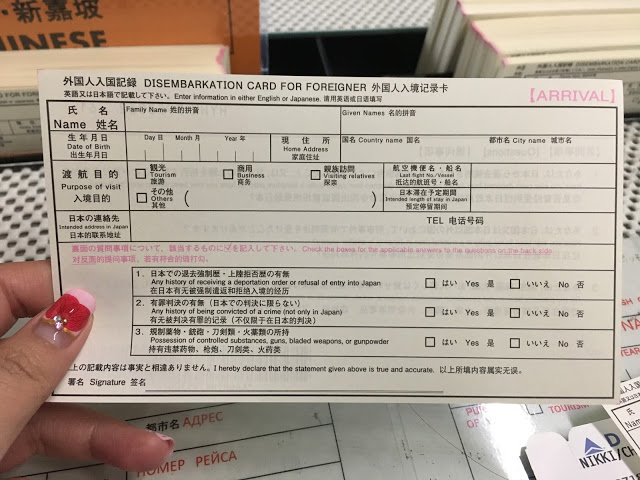 新嘉坡
CHINESE
外国人入国記録 DISEMBARKATION CARD FOR FOREIGNER 外国人入境记录卡
英語又は日本語で記載して下さい。Enter information in either English or Japanese. 请用英语或日语填写
【ARRIVAL】
氏 名
Name 姓名
Family Name 姓的拼音
Given Names 名的拼音
生年月日
Date of Birth
出生年月日
Day 日 Month 月 Year 年
現住所
Home Address
家庭住址
国名 Country name 国名
都市名 City name 城市名
渡航目的
Purpose of visit
入境目的
観光
Tourism
旅游
商用
Business
商务
親族訪問
Visiting relatives
探亲
その他
Others
其他
( )
航空機便名・船名
Last flight No./Vessel
抵达的航班号・船名
日本滞在予定期間
Intended length of stay in Japan
预定停留期间
日本の連絡先
Intended address in Japan
日本的联系地址
TEL 电话号码
裏面の質問事項について、該当するものに✓を記入して下さい。 Check the boxes for the applicable answers to the questions on the back side.
对反面的提问事项,若有符合的请打勾。
1. 日本での退去強制歴・上陸拒否歴の有無
Any history of receiving a deportation order or refusal of entry into Japan
在日本有无被强制遣返和拒绝入境的经历
はい Yes 是 いいえ No 否
2. 有罪判決の有無(日本での判決に限らない)
Any history of being convicted of a crime (not only in Japan)
有无被判决有罪的记录(不仅限于在日本的判决)
はい Yes 是 いいえ No 否
3. 規制薬物・銃砲・刀剣類・火薬類の所持
Possession of controlled substances, guns, bladed weapons, or gunpowder
持有违禁药物、枪炮、刀剑类、火药类
はい Yes 是 いいえ No 否
以上の記載内容は事実と相違ありません。I hereby declare that the statement given above is true and accurate. 以上所填内容属实无误。
署名 Signature 签名
АДРЕС
НОМЕР РЕЙСА
TOURISM
NIKKI/CH